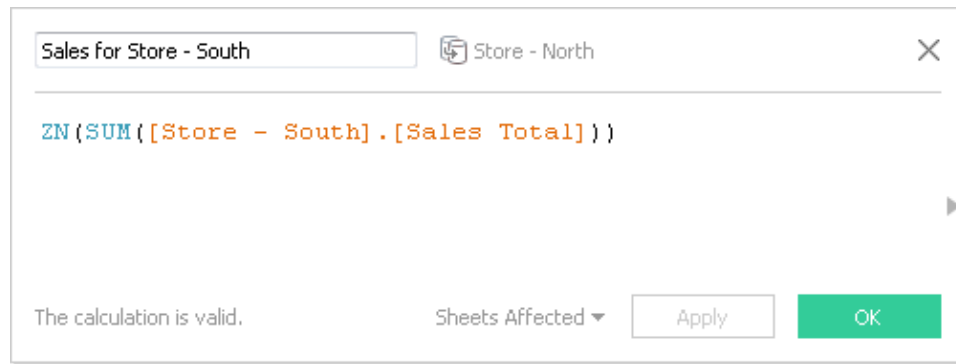 Sales for Store - South
Store - North
ZN(SUM([Store - South].[Sales Total]))
The calculation is valid.
Sheets Affected
Apply
OK